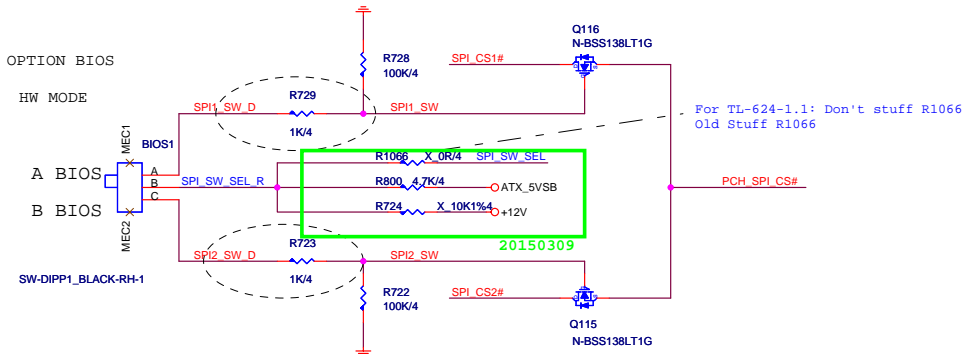 Q116
N-BSS138LT1G
OPTION BIOS
R728
100K/4
SPI_CS1#
HW MODE
R729
SPI1_SW_D
SPI1_SW
1K/4
For TL-624-1.1: Don't stuff R1066
Old Stuff R1066
MEC1
BIOS1
R1066 X_0R/4 SPI_SW_SEL
A BIOS
A
B
C
SPI_SW_SEL_R
R800 4.7K/4
ATX_5VSB
PCH_SPI_CS#
B BIOS
R724 X_10K1%4
+12V
MEC2
20150309
R723
SPI2_SW_D
SPI2_SW
1K/4
SW-DIPP1_BLACK-RH-1
R722
100K/4
SPI_CS2#
Q115
N-BSS138LT1G